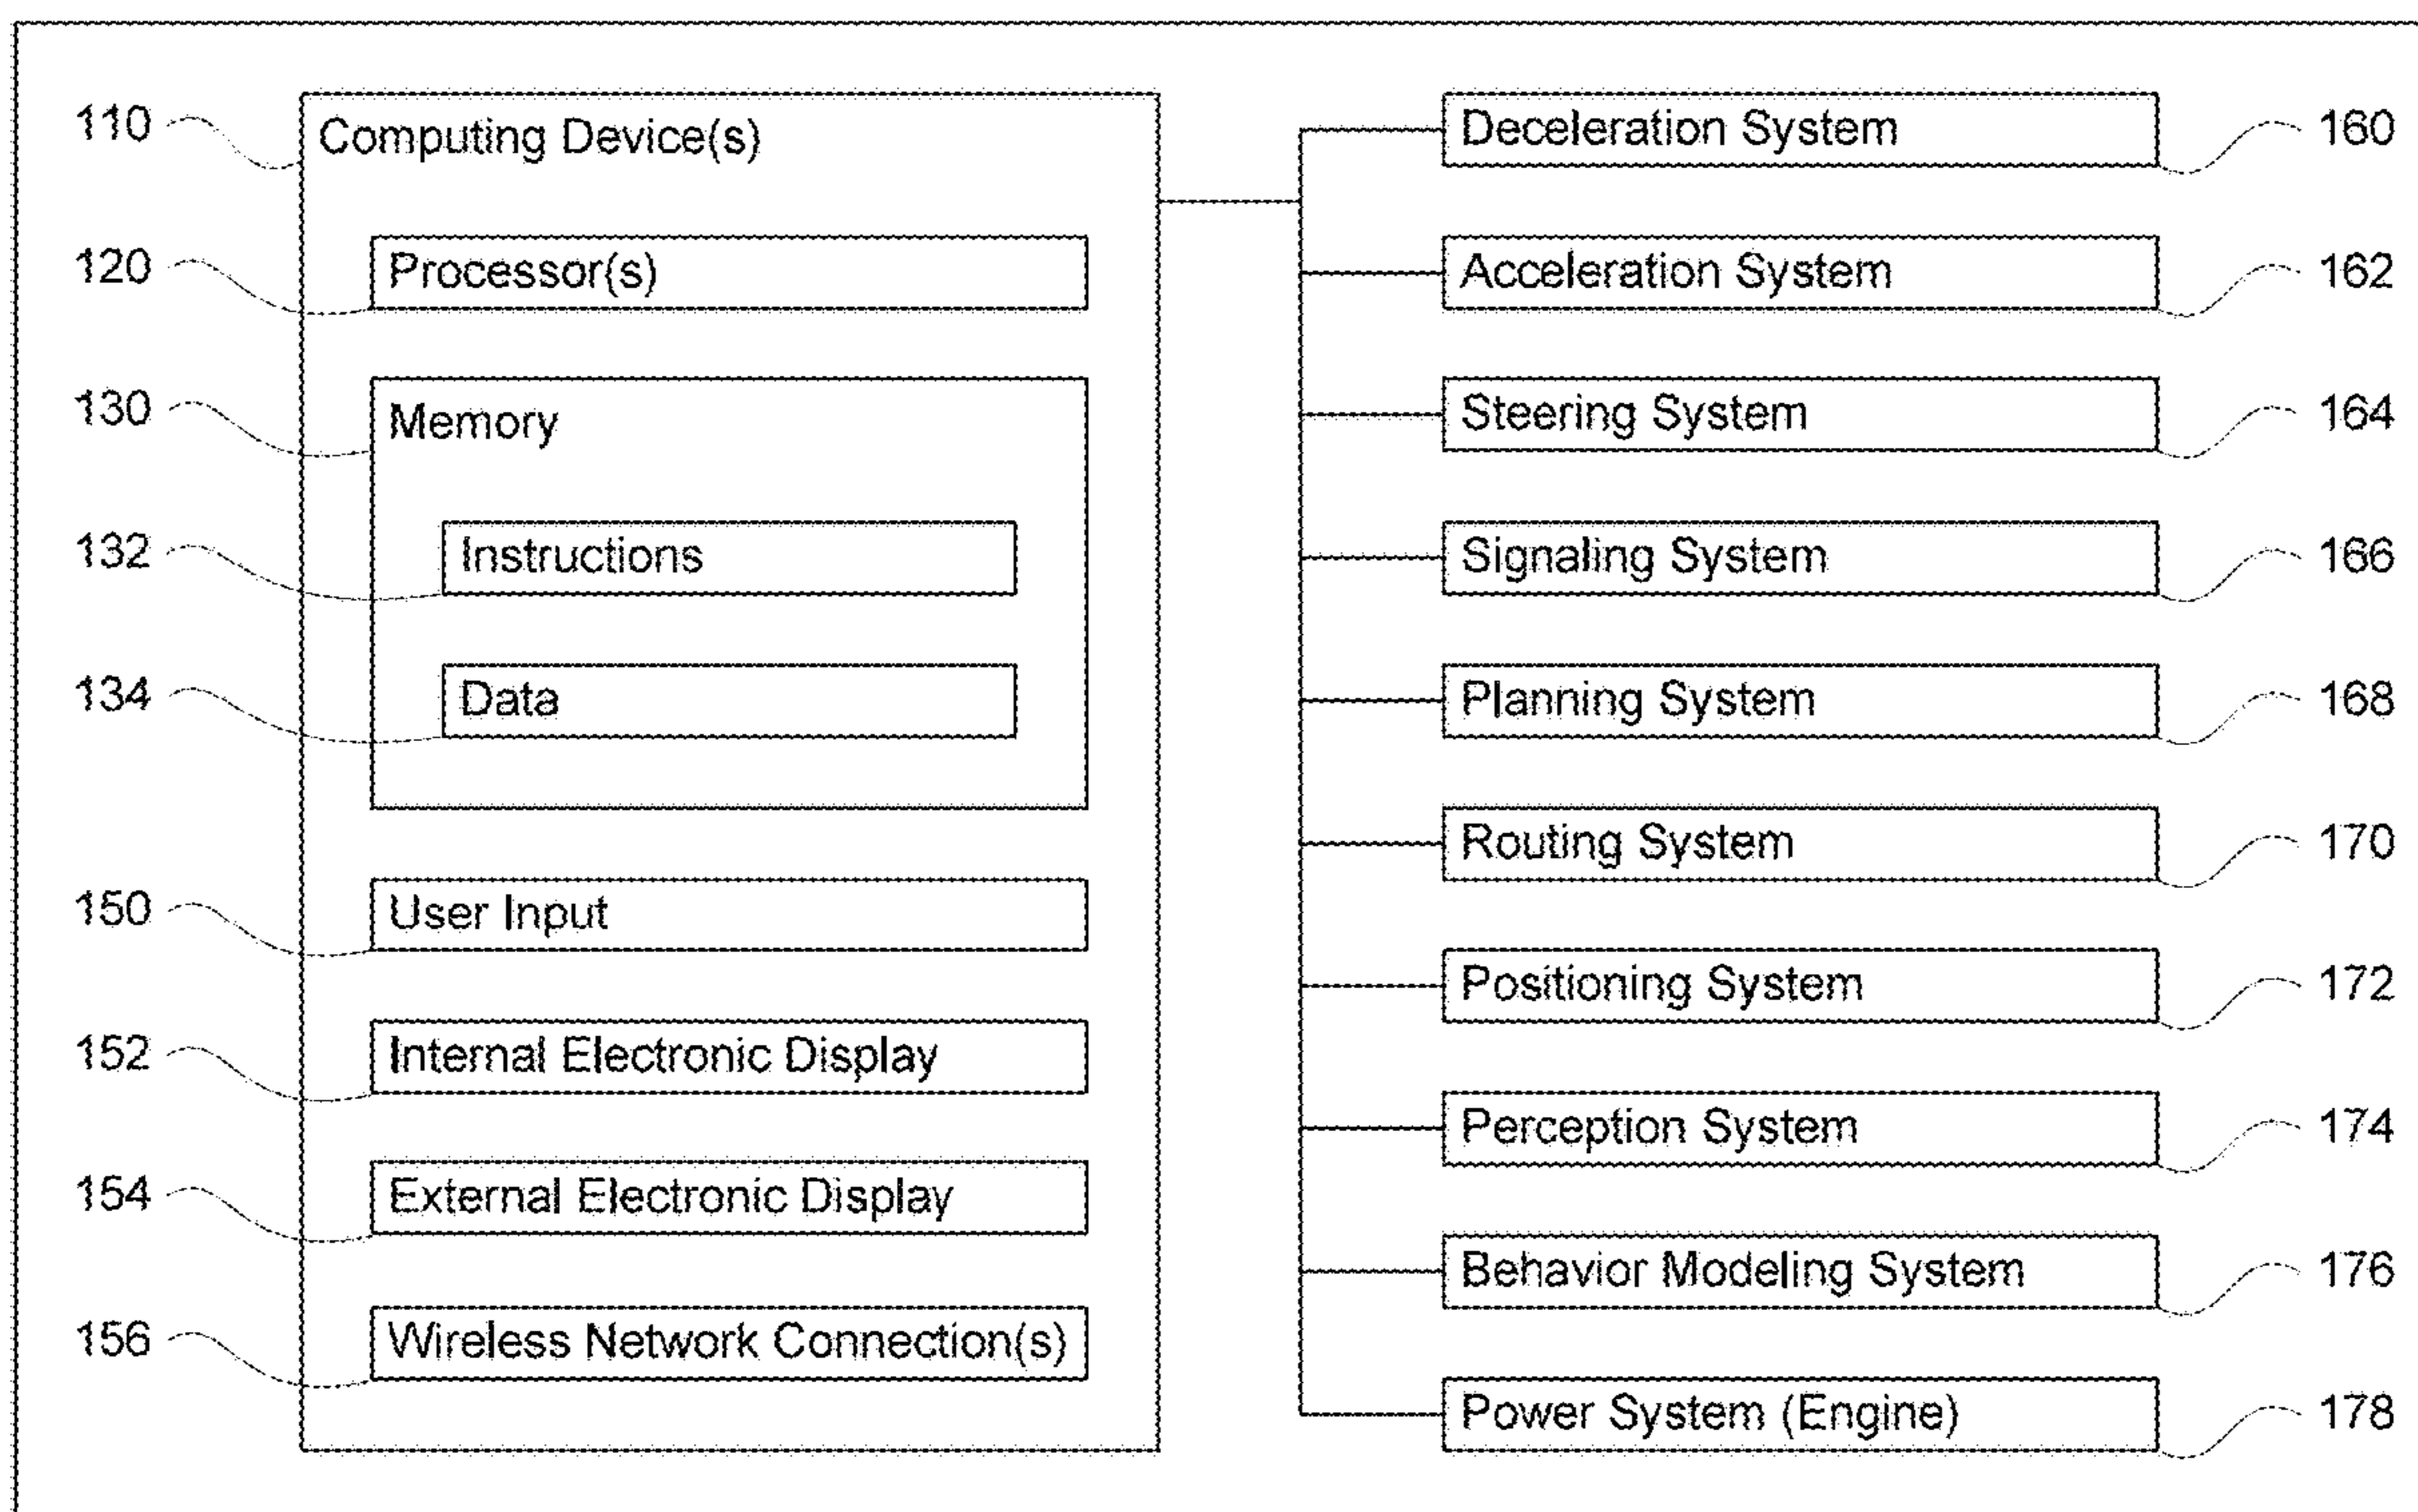 110 Computing Device(s)
120 Processor(s)
130 Memory
132 Instructions
134 Data
150 User Input
152 Internal Electronic Display
154 External Electronic Display
156 Wireless Network Connection(s)
Deceleration System 160
Acceleration System 162
Steering System 164
Signaling System 166
Planning System 168
Routing System 170
Positioning System 172
Perception System 174
Behavior Modeling System 176
Power System (Engine) 178